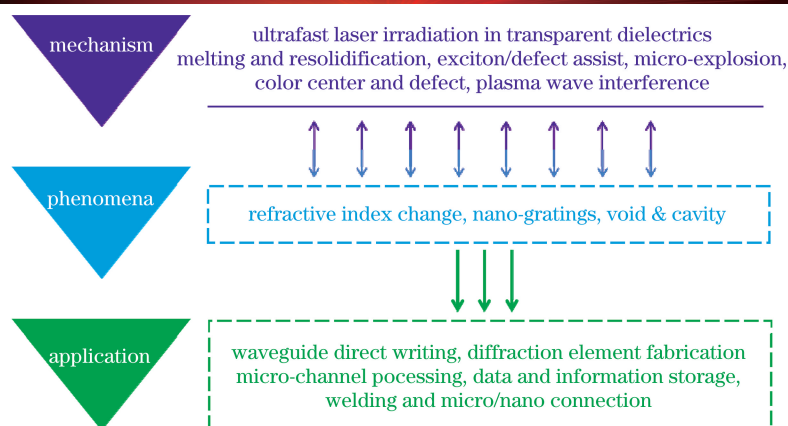 mechanism
ultrafast laser irradiation in transparent dielectrics
melting and resolidification, exciton/defect assist, micro-explosion,
color center and defect, plasma wave interference
phenomena
refractive index change, nano-gratings, void & cavity
application
waveguide direct writing, diffraction element fabrication
micro-channel pocessing, data and information storage,
welding and micro/nano connection